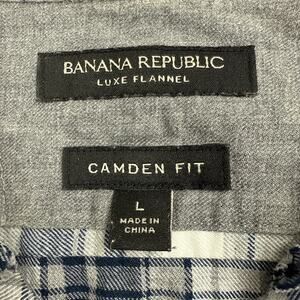 BANANA REPUBLIC
LUXE FLANNEL
CAMDEN FIT
L
MADE IN
CHINA